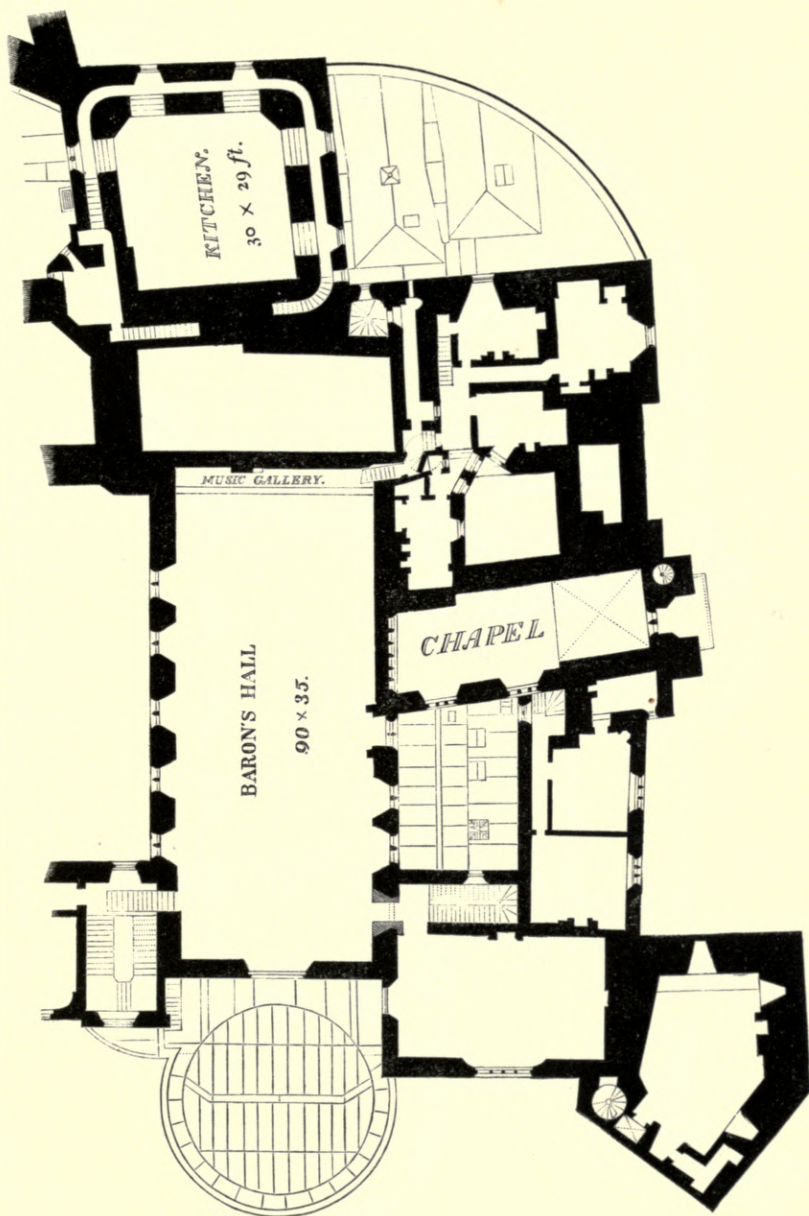 KITCHEN.
30 × 29 ft.
MUSIC GALLERY.
CHAPEL
BARON'S HALL
90 × 35.